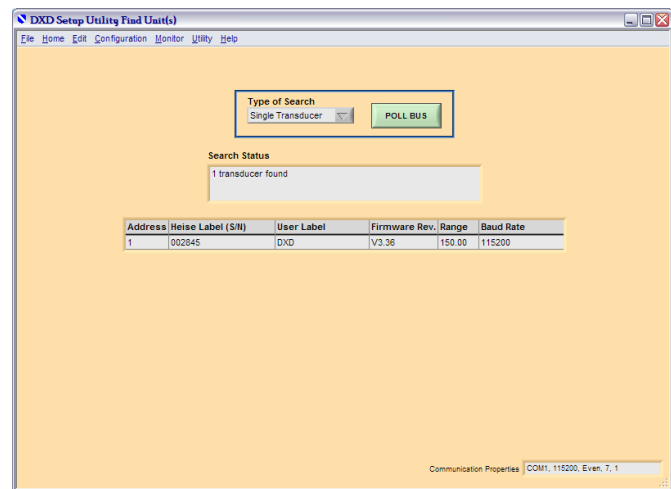 DXD Setup Utility Find Unit(s)
File Home Edit Configuration Monitor Utility Help
Type of Search
Single Transducer
POLL BUS
Search Status
1 transducer found
Address Heise Label (S/N) User Label Firmware Rev. Range Baud Rate
1 002845 DXD V3.36 150.00 115200
Communication Properties COM1, 115200, Even, 7, 1